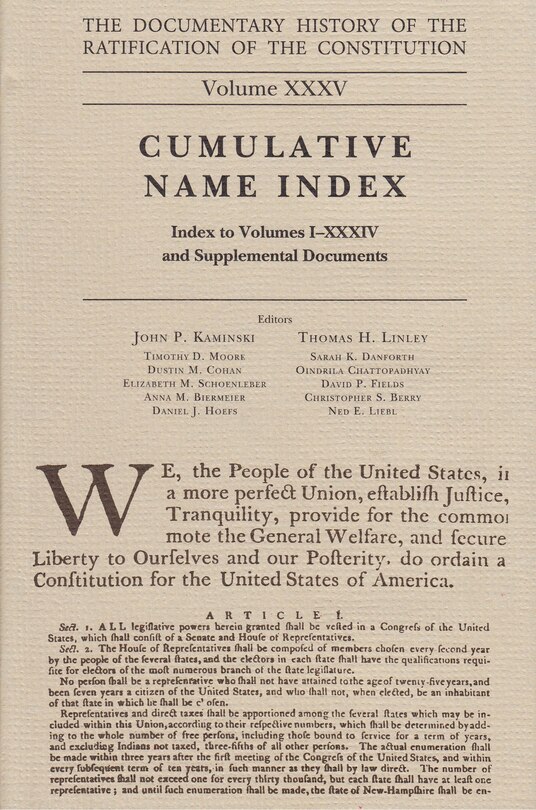 THE DOCUMENTARY HISTORY OF THE
RATIFICATION OF THE CONSTITUTION
Volume XXXV
CUMULATIVE
NAME INDEX
Index to Volumes I–XXXIV
and Supplemental Documents
Editors
JOHN P. KAMINSKI THOMAS H. LINLEY
TIMOTHY D. MOORE SARAH K. DANFORTH
DUSTIN M. COHAN OINDRILA CHATTOPADHYAY
ELIZABETH M. SCHOENLEBER DAVID P. FIELDS
ANNA M. BIERMEIER CHRISTOPHER S. BERRY
DANIEL J. HOEFS NED E. LIEBL
WE, the People of the United States, in
a more perfect Union, eſtabliſh Juſtice,
Tranquility, provide for the common
mote the General Welfare, and ſecure
Liberty to Ourſelves and our Poſterity, do ordain a
Conſtitution for the United States of America.
ARTICLE I.
Sect. 1. ALL legiſlative powers herein granted ſhall be veſted in a Congreſs of the United
States, which ſhall conſiſt of a Senate and Houſe of Repreſentatives.
Sect. 2. The Houſe of Repreſentatives ſhall be compoſed of members choſen every ſecond year
by the people of the ſeveral ſtates, and the electors in each ſtate ſhall have the qualifications requi-
ſite for electors of the moſt numerous branch of the ſtate legiſlature.
No perſon ſhall be a repreſentative who ſhall not have attained to the age of twenty-five years, and
been ſeven years a citizen of the United States, and who ſhall not, when elected, be an inhabitant
of that ſtate in which he ſhall be c' oſen.
Repreſentatives and direct taxes ſhall be apportioned among the ſeveral ſtates which may be in-
cluded within this Union, according to their reſpective numbers, which ſhall be determined by add-
ing to the whole number of free perſons, including thoſe bound to ſervice for a term of years,
and excluding Indians not taxed, three-fifths of all other perſons. The actual enumeration ſhall
be made within three years after the firſt meeting of the Congreſs of the United States, and within
every ſubſequent term of ten years, in ſuch manner as they ſhall by law direct. The number of
repreſentatives ſhall not exceed one for every thirty thouſand, but each ſtate ſhall have at leaſt one
repreſentative; and until ſuch enumeration ſhall be made, the ſtate of New-Hampſhire ſhall be en-